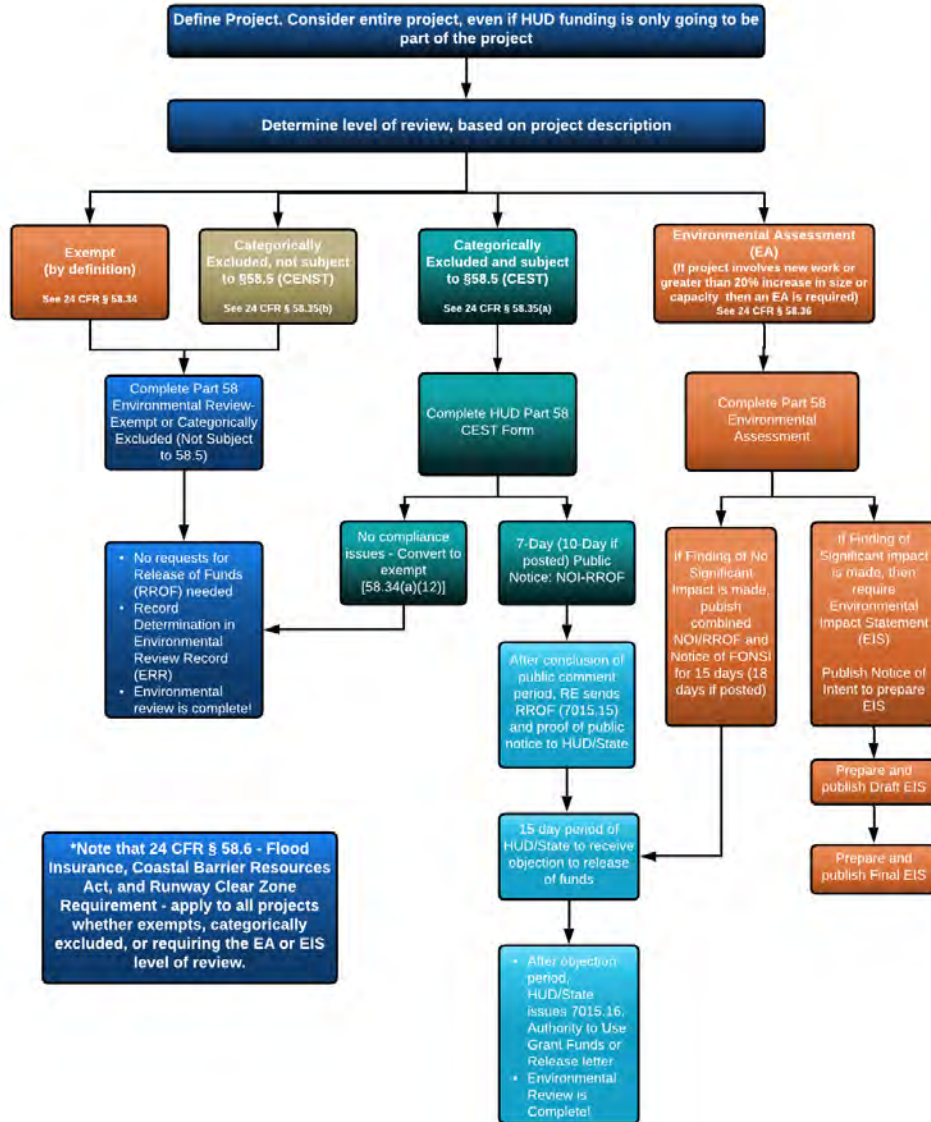 Define Project. Consider entire project, even if HUD funding is only going to be
part of the project
Determine level of review, based on project description
Exempt
(by definition)
See 24 CFR § 58.34
Categorically
Excluded, not subject
to §58.5 (CENST)
See 24 CFR § 58.35(b)
Categorically
Excluded and subject
to §58.5 (CEST)
See 24 CFR § 58.35(a)
Environmental Assessment
(EA)
(If project involves new work or
greater than 20% increase in size or
capacity then an EA is required)
See 24 CFR § 58.36
Complete Part 58
Environmental Review-
Exempt or Categorically
Excluded (Not Subject
to 58.5)
Complete HUD Part 58
CEST Form
Complete Part 58
Environmental
Assessment
• No requests for
Release of Funds
(RROF) needed
• Record
Determination in
Environmental
Review Record
(ERR)
• Environmental
review is complete!
No compliance
issues - Convert to
exempt
[58.34(a)(12)]
7-Day (10-Day if
posted) Public
Notice: NOI-RROF
If Finding of No
Significant
Impact is made,
publish
combined
NOI/RROF and
Notice of FONSI
for 15 days (18
days if posted)
If Finding of
Significant impact
is made, then
require
Environmental
Impact Statement
(EIS)
Publish Notice of
Intent to prepare
EIS
After conclusion of
public comment
period, RE sends
RROF (7015.15)
and proof of public
notice to HUD/State
Prepare and
publish Draft EIS
15 day period of
HUD/State to receive
objection to release
of funds
Prepare and
publish Final EIS
*Note that 24 CFR § 58.6 - Flood
Insurance, Coastal Barrier Resources
Act, and Runway Clear Zone
Requirement - apply to all projects
whether exempts, categorically
excluded, or requiring the EA or EIS
level of review.
• After objection
period,
HUD/State
issues 7015.16,
Authority to Use
Grant Funds or
Release letter
• Environmental
Review is
Complete!